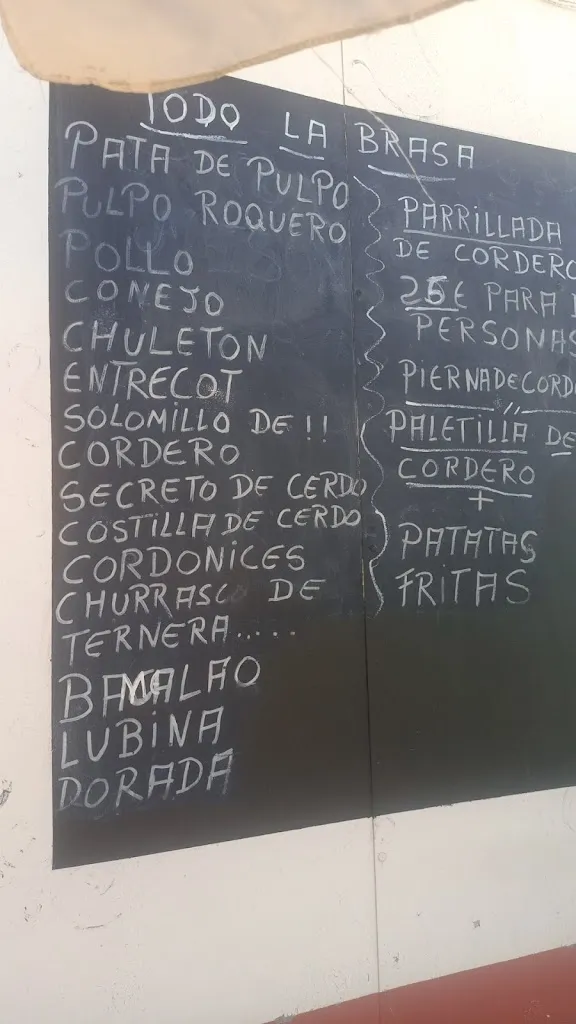 TODO LA BRASA
PATA DE PULPO
PULPO ROQUERO
POLLO
CONEJO
CHULETON
ENTRECOT
SOLOMILLO DE !!
CORDERO
SECRETO DE CERDO
COSTILLA DE CERDO
CORDONICES
CHURRASCO DE
TERNERA.....
LUBINA
DORADA
PARRILLADA
DE CORDERO
25€ PARA
PERSONAS
PIERNA DE CORD
PALETILLA DE
CORDERO
+
PATATAS
FRITAS